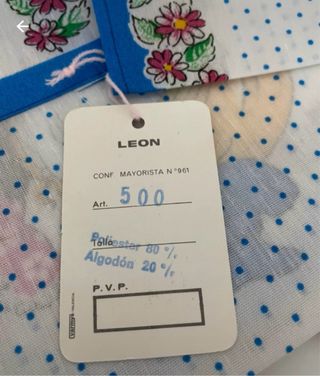 LEON
CONF. MAYORISTA N.º 961
Art. 500
Talla
Poliester 80 %
Algodón 20 %
P. V. P.